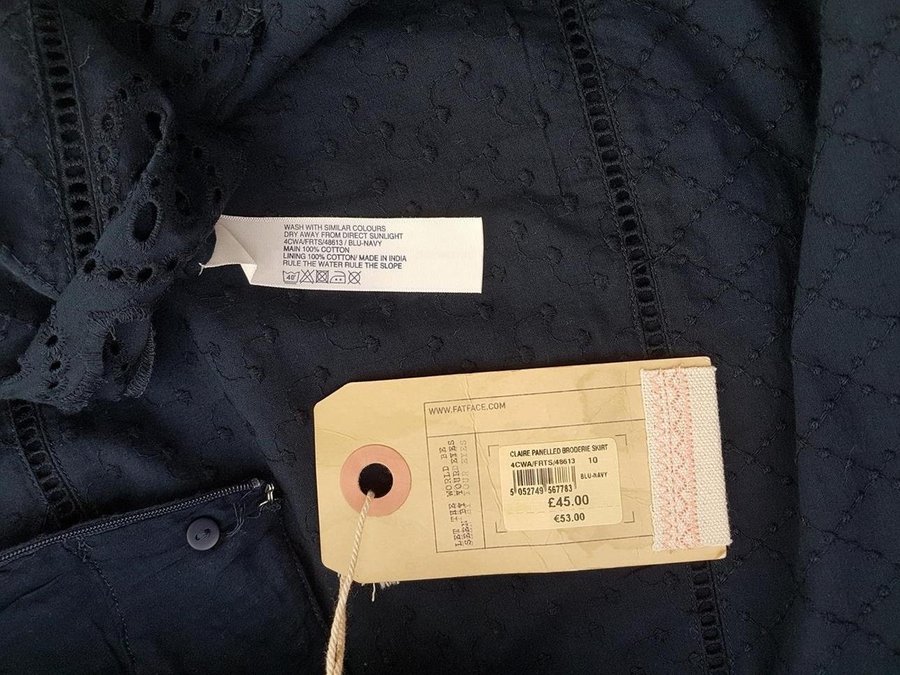 WASH WITH SIMILAR COLOURS
DRY AWAY FROM DIRECT SUNLIGHT
4CWA/FRTS/48613 / BLU-NAVY
MAIN 100% COTTON
LINING 100% COTTON/ MADE IN INDIA
RULE THE WATER RULE THE SLOPE
40
WWW.FATFACE.COM
LET THE WORLD BE
SEEN AT YOUR EYES
CLAIRE PANELLED BRODERIE SKIRT
4CWA/FRTS/48613 10
BLU-NAVY
5 052749 567783
£45.00
€53.00